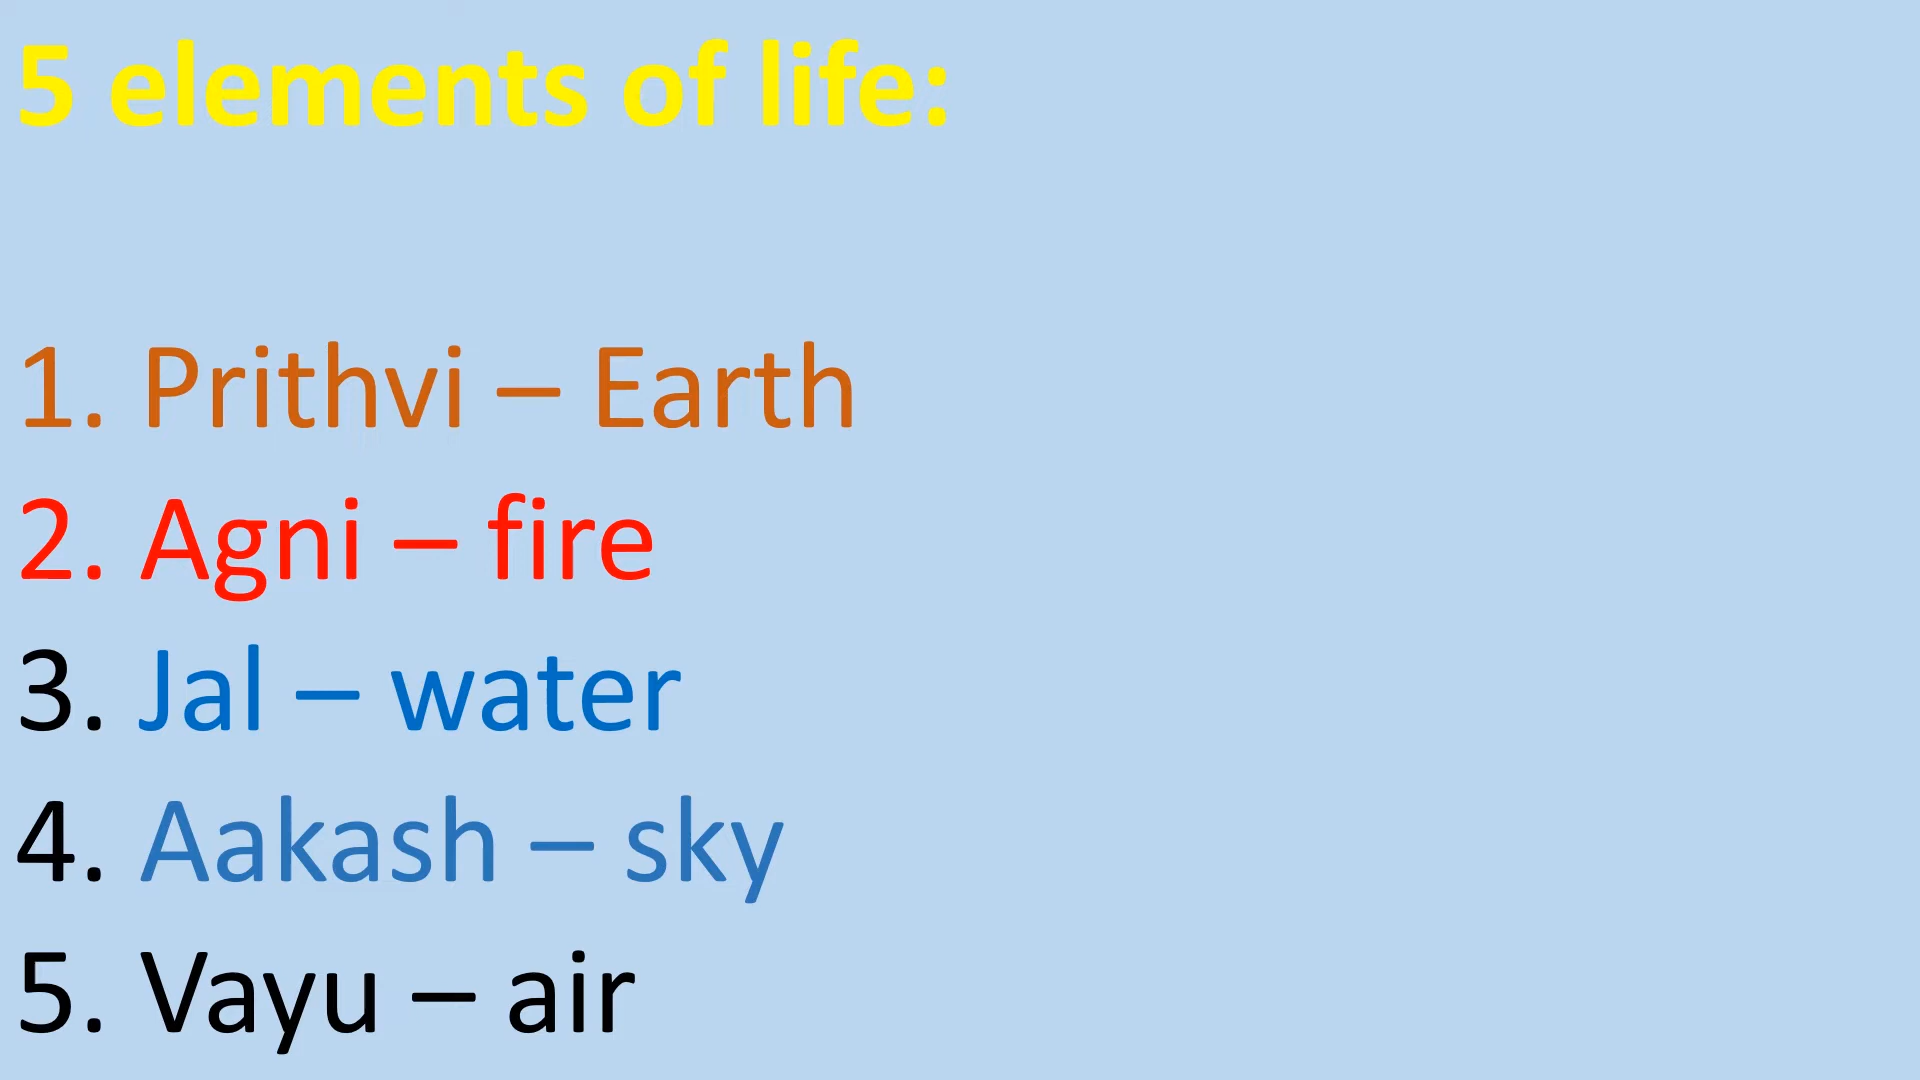 5 elements of life:
1. Prithvi – Earth
2. Agni – fire
3. Jal – water
4. Aakash – sky
5. Vayu – air